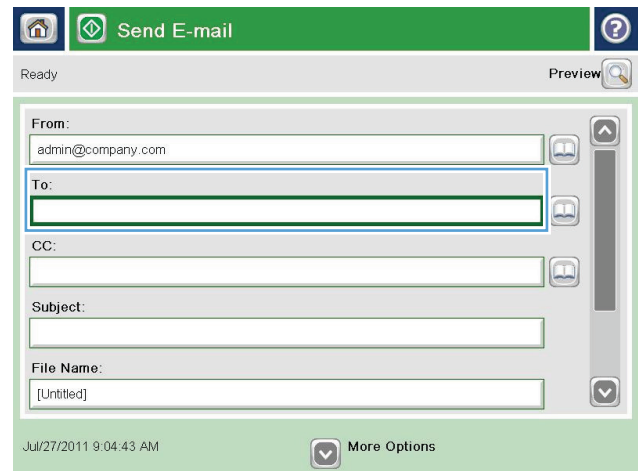 Send E-mail
?
Ready
Preview
From:
admin@company.com
To:
CC:
Subject:
File Name:
[Untitled]
Jul/27/2011 9:04:43 AM
More Options